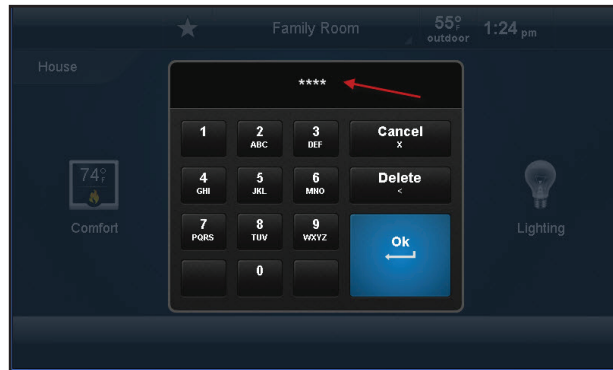 Family Room 55°F outdoor 1:24 pm
House
****
1 2 ABC 3 DEF Cancel X
4 GHI 5 JKL 6 MNO Delete <
7 PQRS 8 TUV 9 WXYZ Ok
0
74°F
Comfort
Lighting